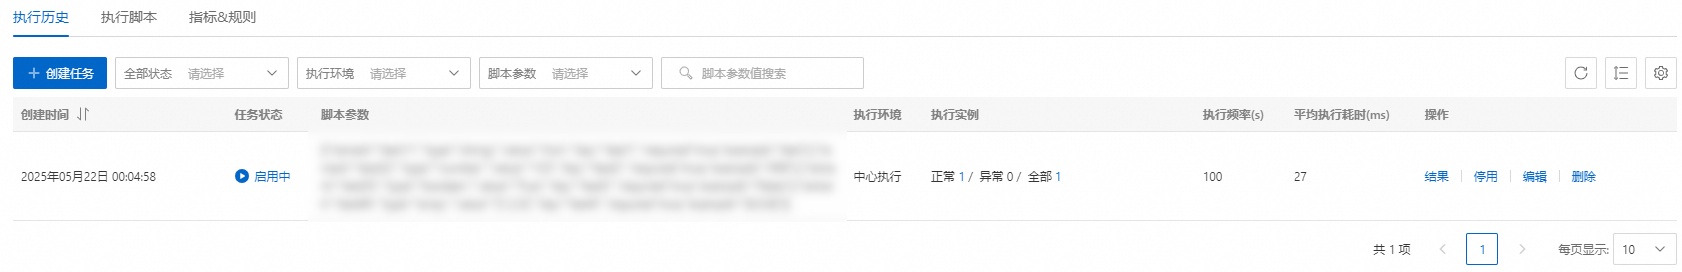 执行历史 执行脚本 指标&规则
创建任务 全部状态 请选择 执行环境 请选择 脚本参数 请选择 脚本参数值搜索
创建时间 任务状态 脚本参数 执行环境 执行实例 执行频率(s) 平均执行耗时(ms) 操作
2025年05月22日 00:04:58 启用中 中心执行 正常 1 / 异常 0 / 全部 1 100 27 结果 停用 编辑 删除
共 1 项 1 每页显示: 10